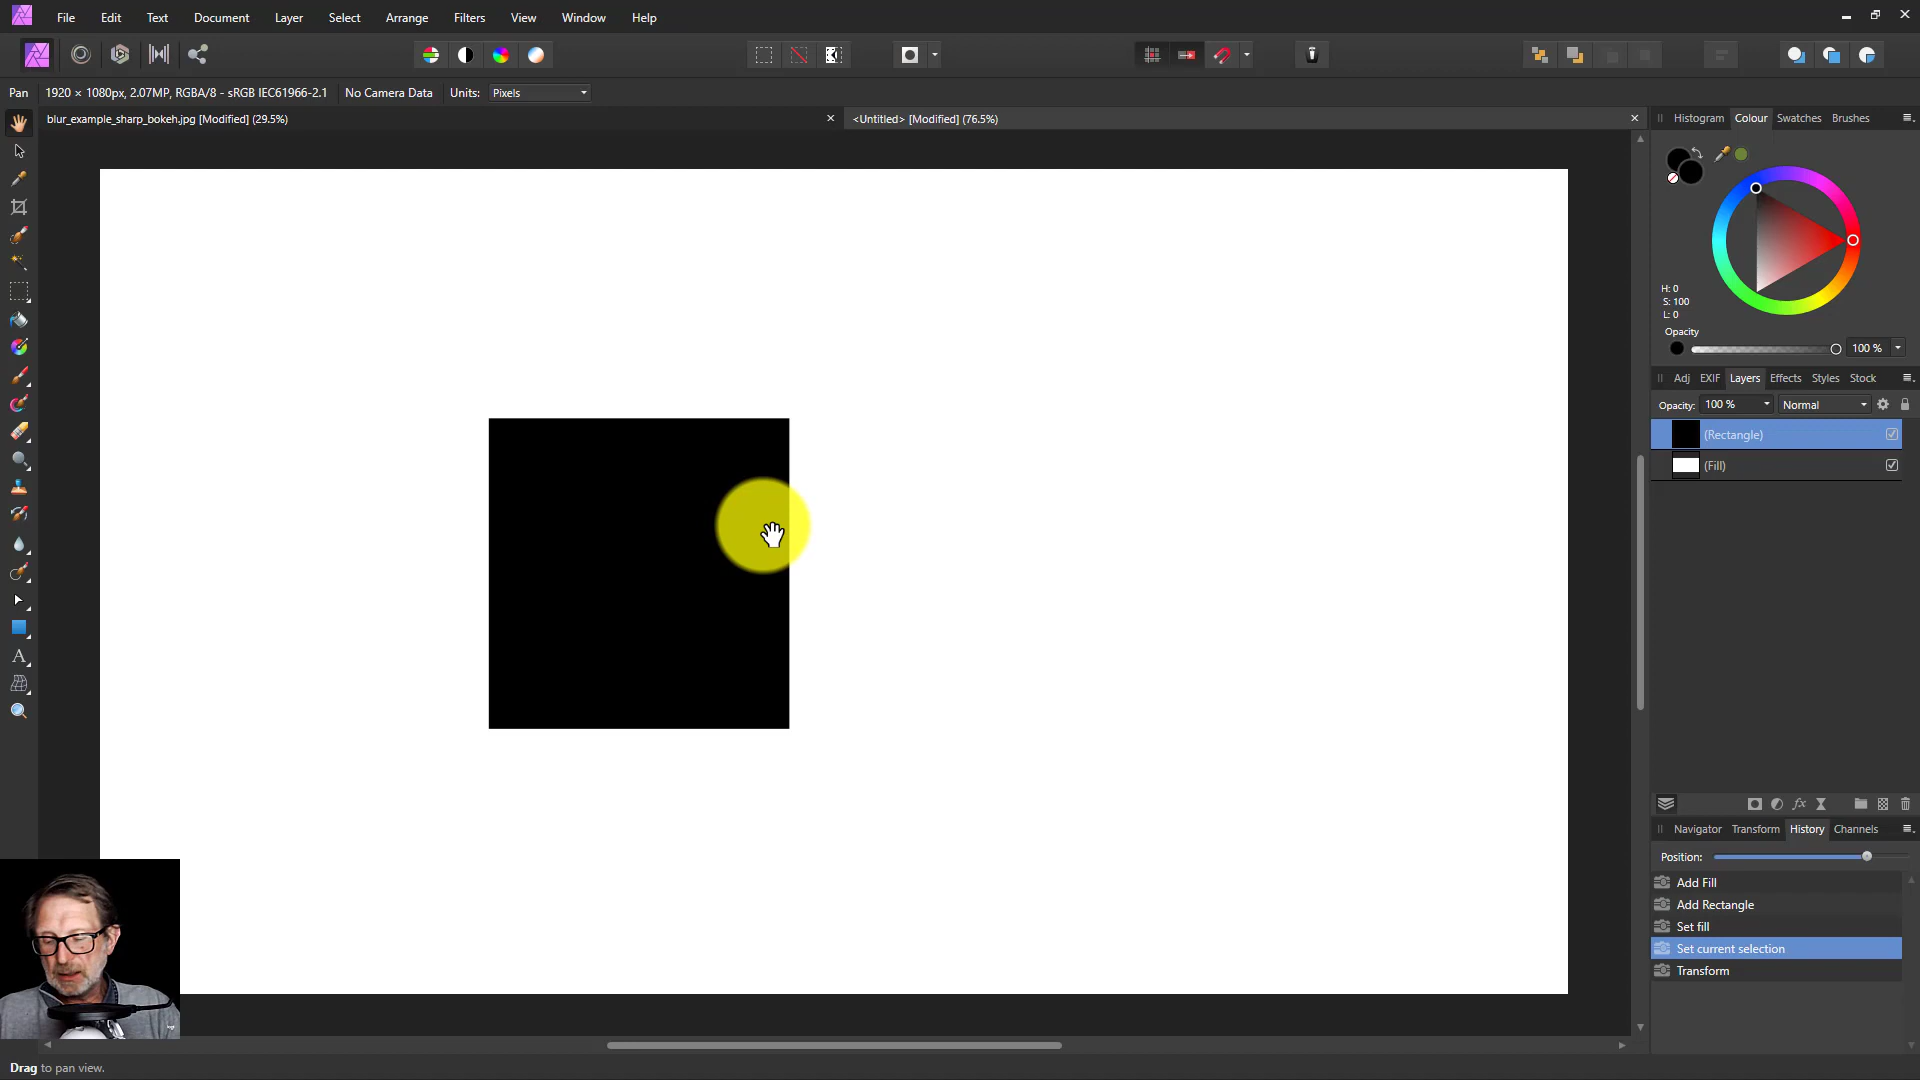 File Edit Text Document Layer Select Arrange Filters View Window Help
Pan 1920 × 1080px, 2.07MP, RGBA/8 - sRGB IEC61966-2.1 No Camera Data Units: Pixels
blur_example_sharp_bokeh.jpg [Modified] (29.5%)
<Untitled> [Modified] (76.5%)
Histogram Colour Swatches Brushes
H: 0
S: 100
L: 0
Opacity
100 %
Adj EXIF Layers Effects Styles Stock
Opacity: 100 % Normal
(Rectangle)
(Fill)
fx
Navigator Transform History Channels
Position:
Add Fill
Add Rectangle
Set fill
Set current selection
Transform
A
Drag to pan view.